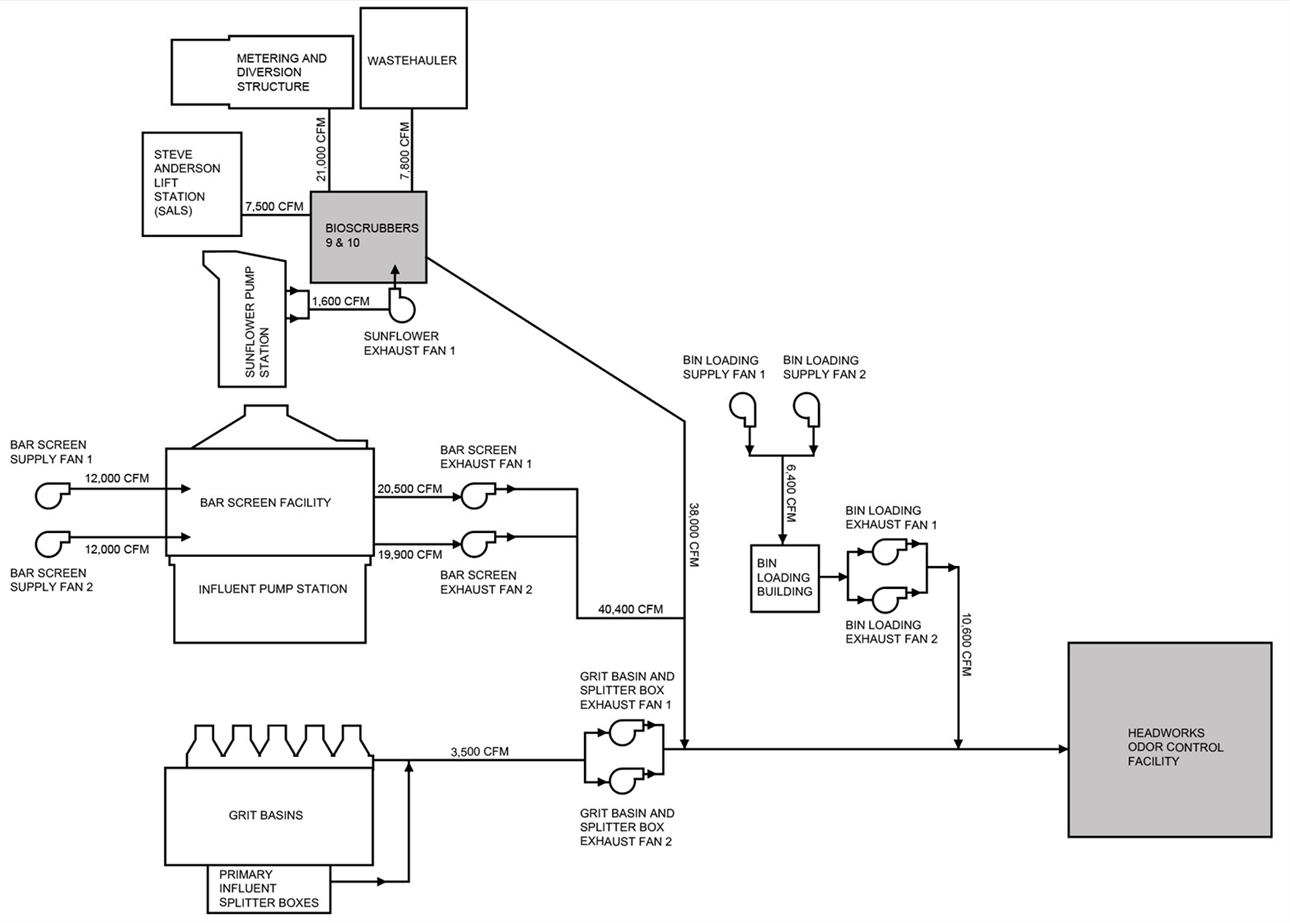 METERING AND
DIVERSION
STRUCTURE
WASTEHAULER
21,000 CFM
7,800 CFM
STEVE
ANDERSON
LIFT
STATION
(SALS)
7,500 CFM
BIOSCRUBBERS
9 & 10
SUNFLOWER PUMP
STATION
1,600 CFM
SUNFLOWER
EXHAUST FAN 1
BIN LOADING
SUPPLY FAN 1
BIN LOADING
SUPPLY FAN 2
6,400 CFM
BAR SCREEN
SUPPLY FAN 1
12,000 CFM
BAR SCREEN FACILITY
20,500 CFM
BAR SCREEN
EXHAUST FAN 1
12,000 CFM
BAR SCREEN
SUPPLY FAN 2
19,900 CFM
BAR SCREEN
EXHAUST FAN 2
INFLUENT PUMP STATION
40,400 CFM
38,000 CFM
BIN
LOADING
BUILDING
BIN LOADING
EXHAUST FAN 1
BIN LOADING
EXHAUST FAN 2
10,600 CFM
GRIT BASIN AND
SPLITTER BOX
EXHAUST FAN 1
3,500 CFM
GRIT BASIN AND
SPLITTER BOX
EXHAUST FAN 2
GRIT BASINS
PRIMARY
INFLUENT
SPLITTER BOXES
HEADWORKS
ODOR CONTROL
FACILITY